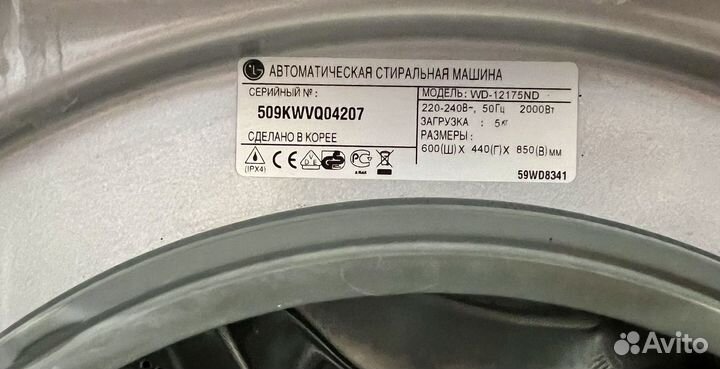 LG АВТОМАТИЧЕСКАЯ СТИРАЛЬНАЯ МАШИНА
СЕРИЙНЫЙ № :
509KWVQ04207
СДЕЛАНО В КОРЕЕ
(IPX4)
МОДЕЛЬ: WD-12175ND
220-240В~, 50Гц 2000Вт
ЗАГРУЗКА : 5кг
РАЗМЕРЫ:
600(Ш) X 440(Г) X 850(В) мм
59WD8341
Avito